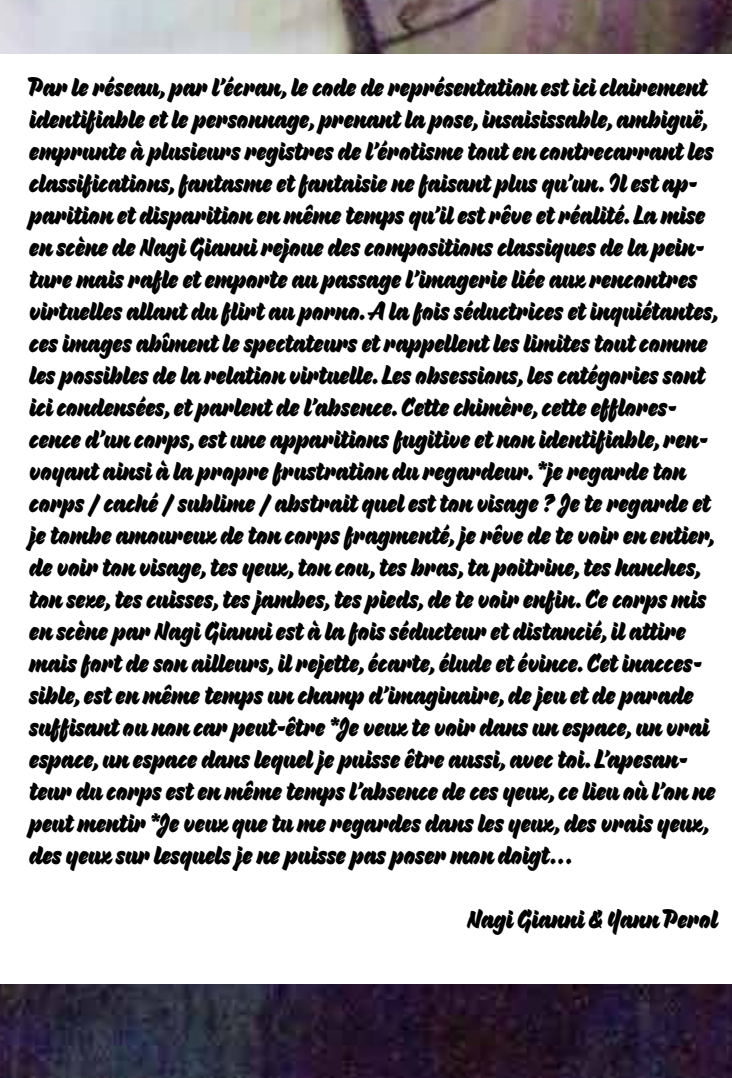 Par le réseau, par l'écran, le code de représentation est ici clairement
identifiable et le personnage, prenant la pose, insaisissable, ambiguë,
emprunte à plusieurs registres de l'érotisme tout en contrecarrant les
classifications, fantasme et fantaisie ne faisant plus qu'un. Il est ap-
parition et disparition en même temps qu'il est rêve et réalité. La mise
en scène de Nagi Gianni rejoue des compositions classiques de la pein-
ture mais rafle et emporte au passage l'imagerie liée aux rencontres
virtuelles allant du flirt au porno. A la fois séductrices et inquiétantes,
ces images abîment le spectateurs et rappellent les limites tout comme
les possibles de la relation virtuelle. Les obsessions, les catégories sont
ici condensées, et parlent de l'absence. Cette chimère, cette efflores-
cence d'un corps, est une apparitions fugitive et non identifiable, ren-
voyant ainsi à la propre frustration du regardeur. *je regarde ton
corps / caché / sublime / abstrait quel est ton visage ? Je te regarde et
je tombe amoureux de ton corps fragmenté, je rêve de te voir en entier,
de voir ton visage, tes yeux, ton cou, tes bras, ta poitrine, tes hanches,
ton sexe, tes cuisses, tes jambes, tes pieds, de te voir enfin. Ce corps mis
en scène par Nagi Gianni est à la fois séducteur et distancié, il attire
mais fort de son ailleurs, il rejette, écarte, élude et évince. Cet inacces-
sible, est en même temps un champ d'imaginaire, de jeu et de parade
suffisant ou non car peut-être *Je veux te voir dans un espace, un vrai
espace, un espace dans lequel je puisse être aussi, avec toi. L'apesan-
teur du corps est en même temps l'absence de ces yeux, ce lieu où l'on ne
peut mentir *Je veux que tu me regardes dans les yeux, des vrais yeux,
des yeux sur lesquels je ne puisse pas poser mon doigt...
Nagi Gianni & Yann Perol